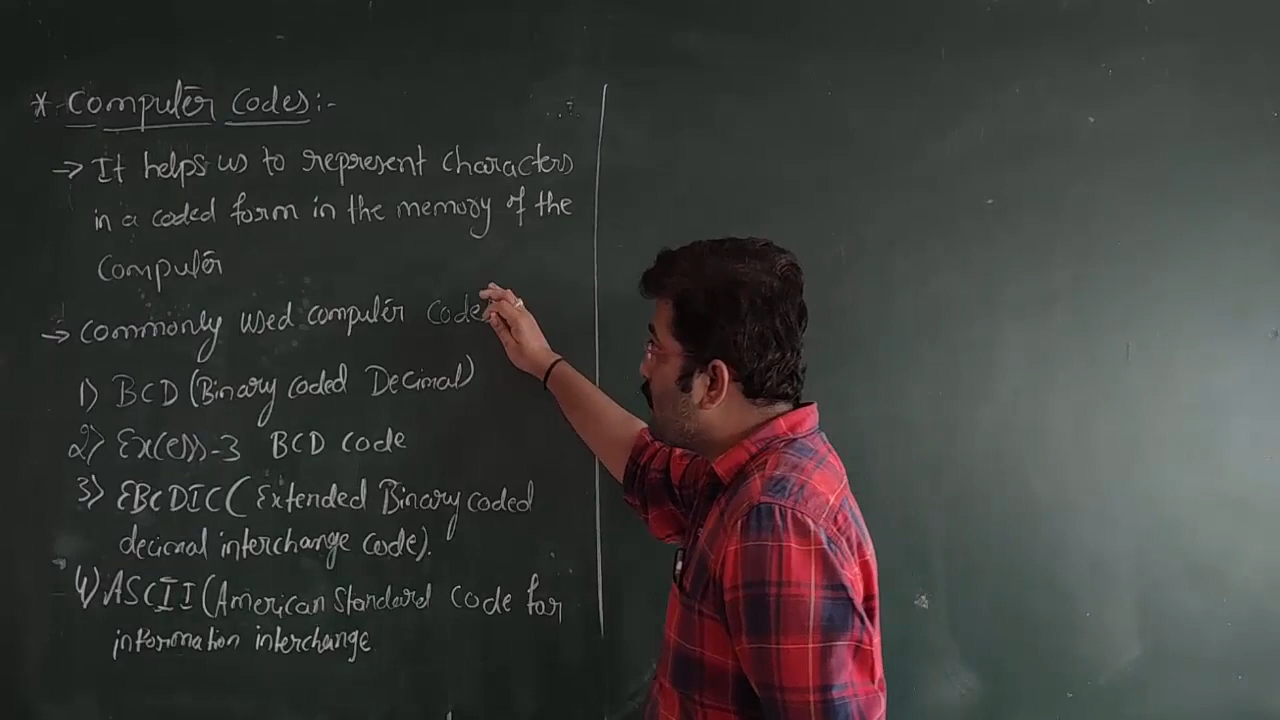 * Computer Codes:-
→ It helps us to represent characters
in a coded form in the memory of the
Computer
→ commonly used computer Code
1) BCD (Binary coded Decimal)
2) Excess-3 BCD code
3) EBCDIC (Extended Binary coded
decimal interchange code).
4) ASCII (American Standard code for
information interchange